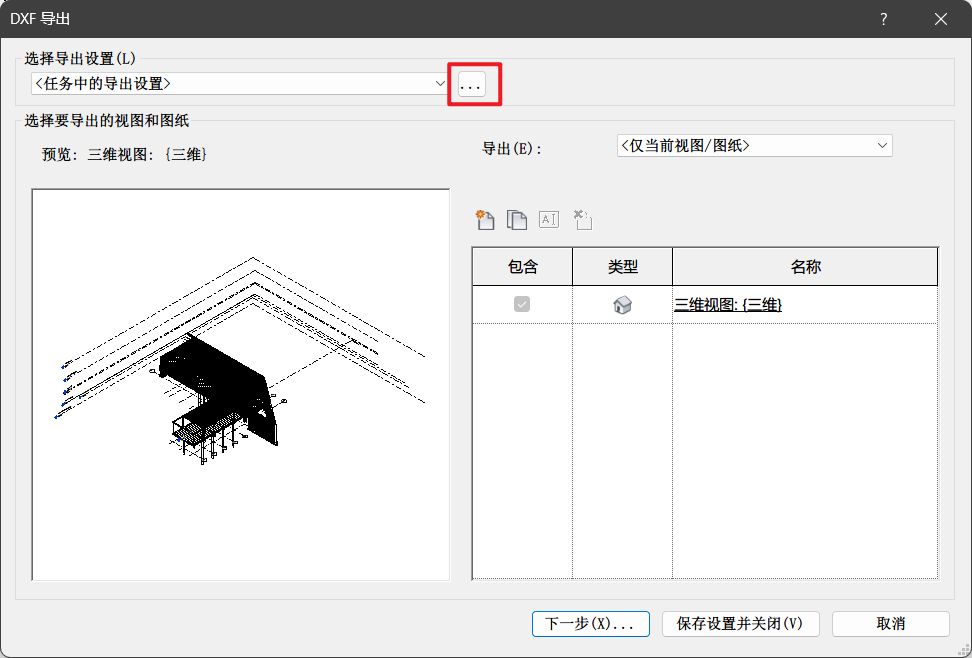 DXF 导出
选择导出设置(L)
<任务中的导出设置>
...
选择要导出的视图和图纸
预览: 三维视图: {三维}
导出(E):
<仅当前视图/图纸>
AI
包含 类型 名称
三维视图: {三维}
下一步(X)... 保存设置并关闭(V) 取消